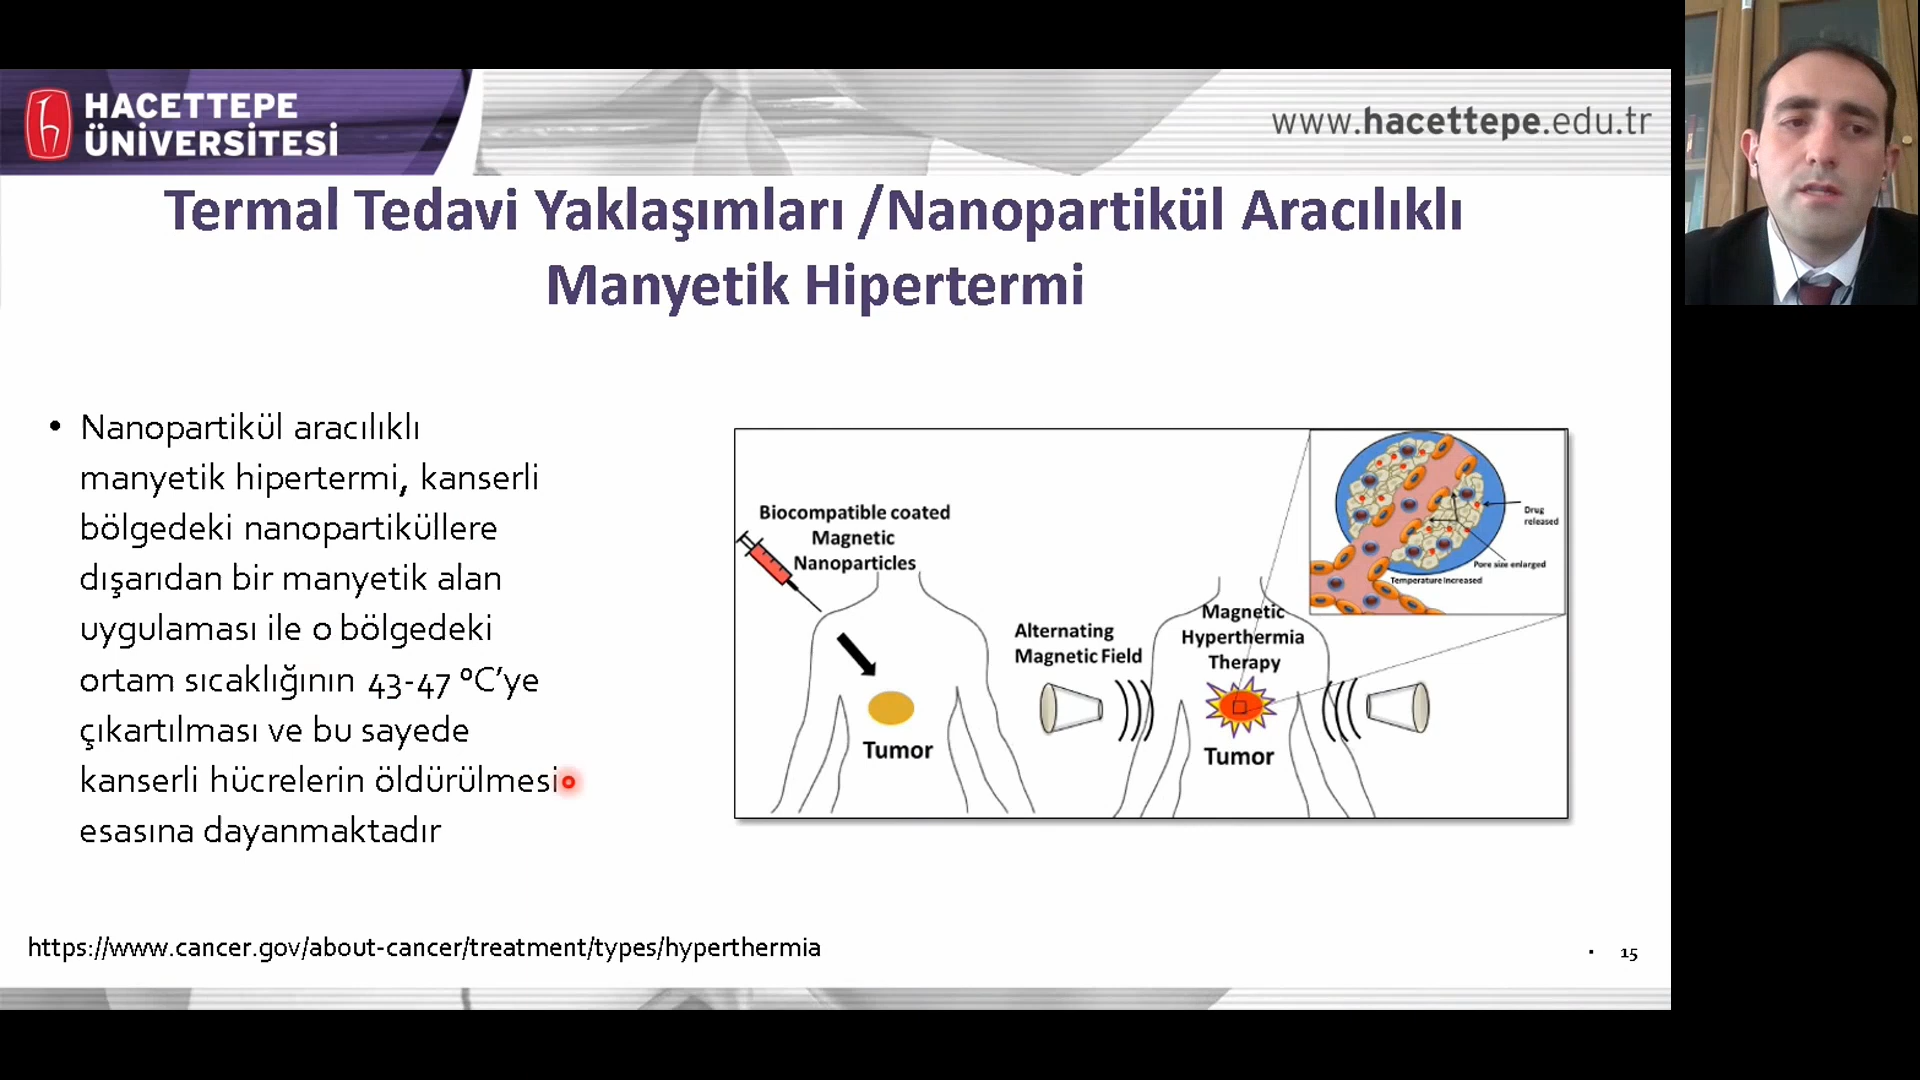 HACETTEPE
ÜNİVERSİTESİ
www.hacettepe.edu.tr
Termal Tedavi Yaklaşımları /Nanopartikül Aracılıklı
Manyetik Hipertermi
• Nanopartikül aracılıklı
manyetik hipertermi, kanserli
bölgedeki nanopartiküllere
dışarıdan bir manyetik alan
uygulaması ile o bölgedeki
ortam sıcaklığının 43-47 ºC’ye
çıkartılması ve bu sayede
kanserli hücrelerin öldürülmesi
esasına dayanmaktadır
Biocompatible coated
Magnetic
Nanoparticles
Tumor
Alternating
Magnetic Field
Magnetic
Hyperthermia
Therapy
Tumor
Drug
released
Pore size enlarged
Temperature Increased
https://www.cancer.gov/about-cancer/treatment/types/hyperthermia
• 15